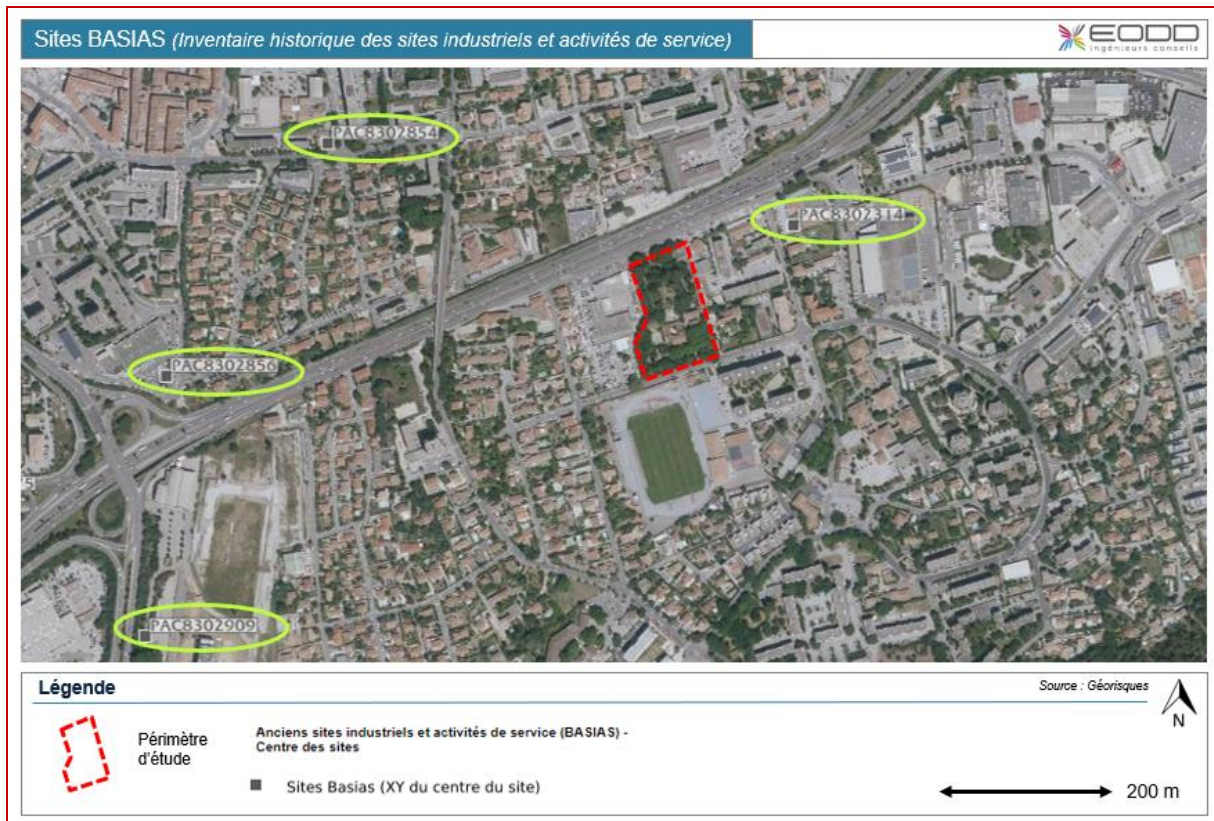 Sites BASIAS (Inventaire historique des sites industriels et activités de service)
EODD
ingénieurs conseils
PAC8302854
PAC8302314
PAC8302856
PAC8302909
Légende
Source : Géorisques
N
Périmètre
d'étude
Anciens sites industriels et activités de service (BASIAS) -
Centre des sites
Sites Basias (XY du centre du site)
200 m